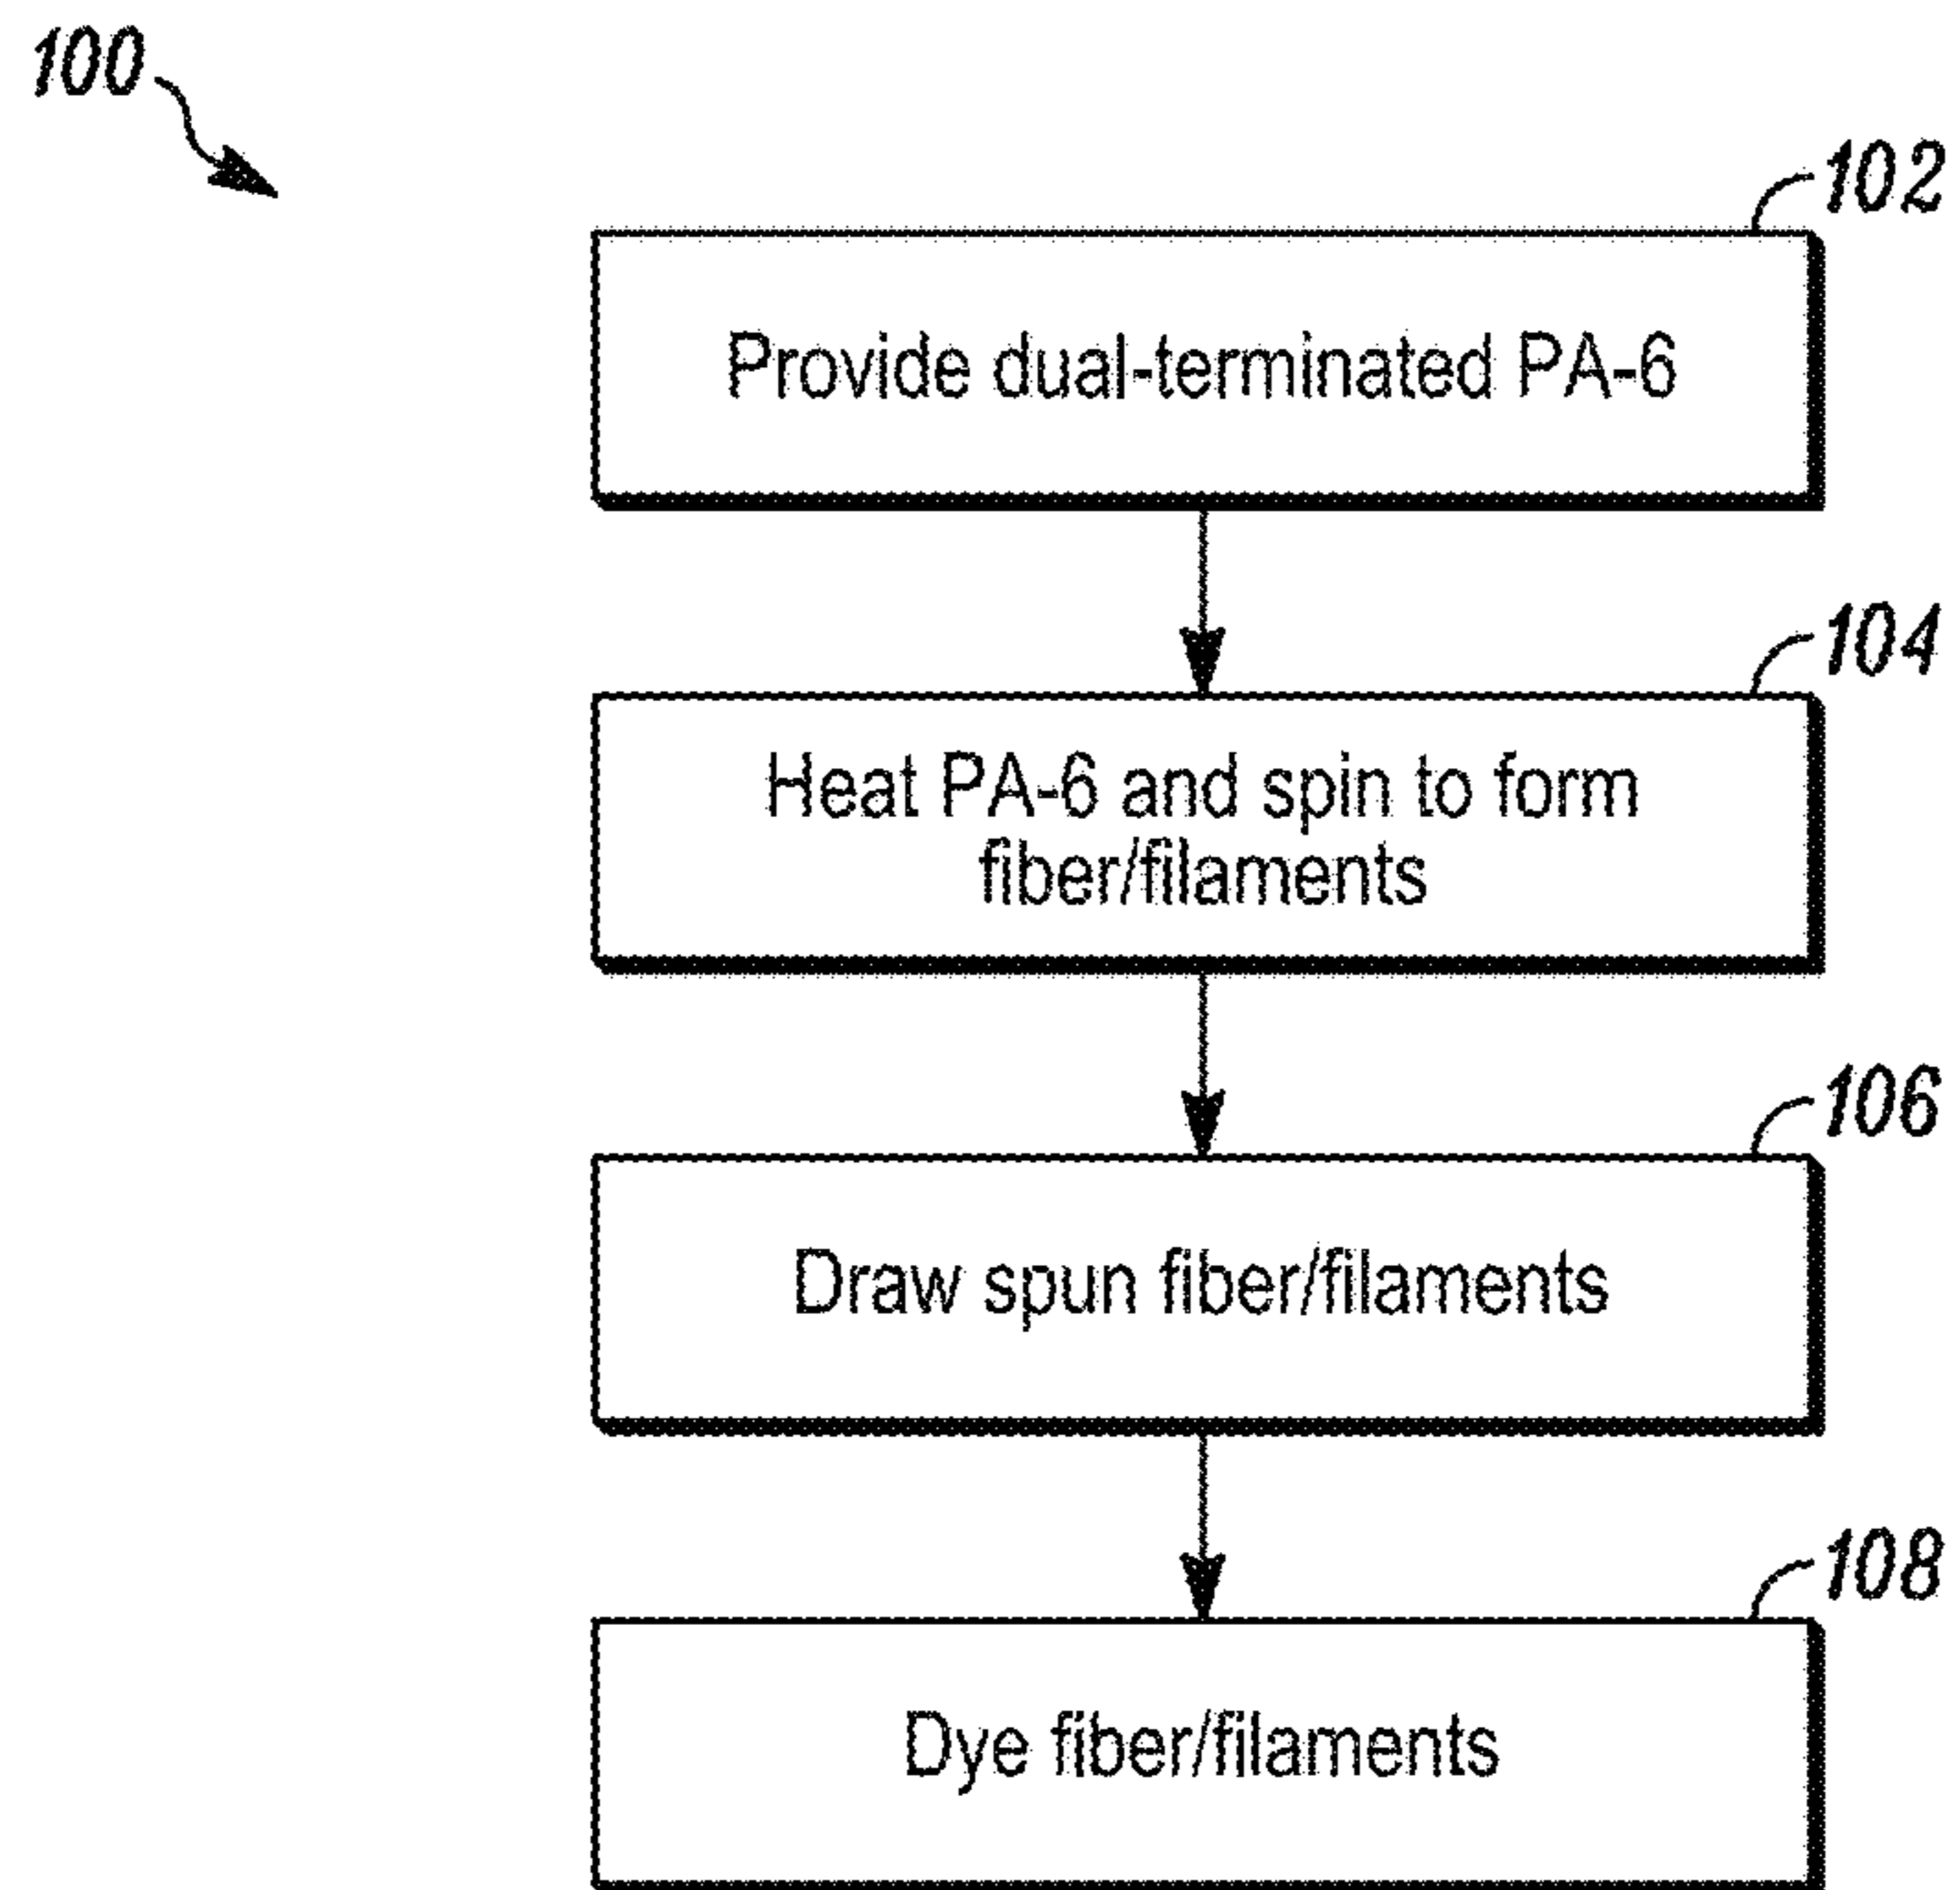 100
102
Provide dual-terminated PA-6
104
Heat PA-6 and spin to form
fiber/filaments
106
Draw spun fiber/filaments
108
Dye fiber/filaments